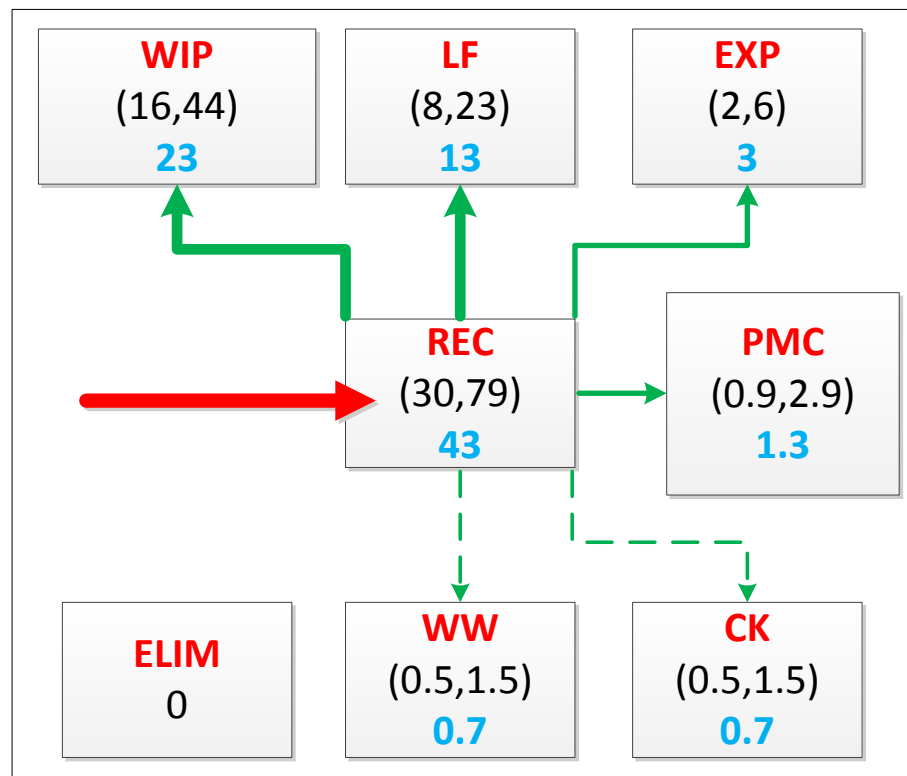 WIP
(16,44)
23
LF
(8,23)
13
EXP
(2,6)
3
REC
(30,79)
43
PMC
(0.9,2.9)
1.3
ELIM
0
WW
(0.5,1.5)
0.7
CK
(0.5,1.5)
0.7